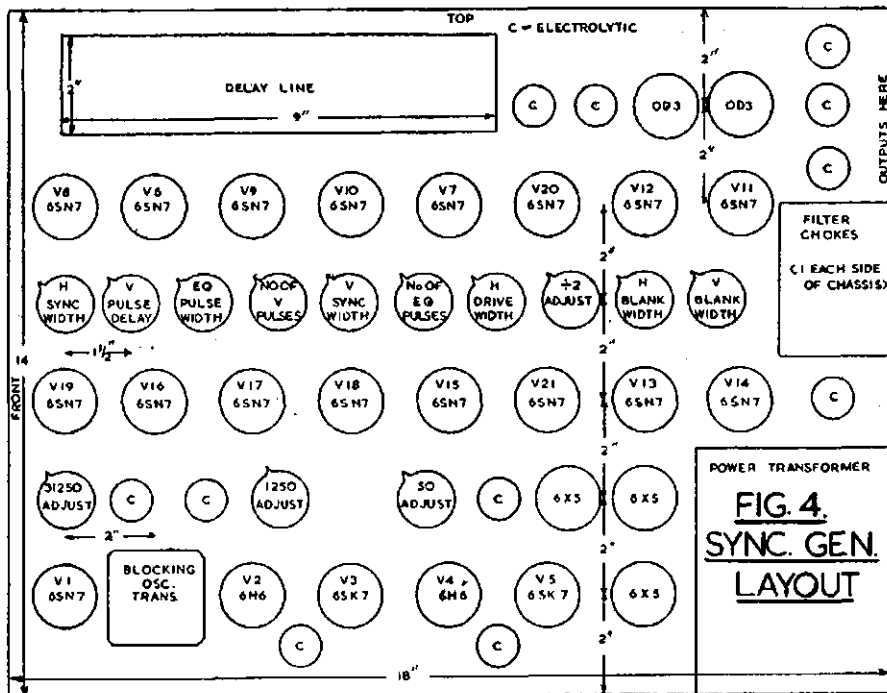 TOP
C = ELECTROLYTIC
2"
DELAY LINE
9"
C
C
OD3
OD3
2"
2"
C
C
C
OUTPUTS HERE
V8
6SN7
V6
6SN7
V9
6SN7
V10
6SN7
V7
6SN7
V20
6SN7
V12
6SN7
V11
6SN7
FILTER
CHOKES
(1 EACH SIDE
OF CHASSIS)
H
SYNC
WIDTH
V
PULSE
DELAY
EQ
PULSE
WIDTH
NO OF
V
PULSES
V
SYNC
WIDTH
No OF
EQ
PULSES
H
DRIVE
WIDTH
÷2
ADJUST
H
BLANK
WIDTH
V
BLANK
WIDTH
2"
2"
1½"
FRONT
14
V19
6SN7
V16
6SN7
V17
6SN7
V18
6SN7
V15
6SN7
V21
6SN7
V13
6SN7
V14
6SN7
C
2"
31250
ADJUST
C
C
1250
ADJUST
50
ADJUST
C
6X5
6X5
2"
POWER TRANSFORMER
FIG. 4.
SYNC. GEN.
LAYOUT
2"
V1
6SN7
BLOCKING
OSC.
TRANS.
V2
6H6
V3
6SK7
V4
6H6
V5
6SK7
6X5
C
C
2"
18"